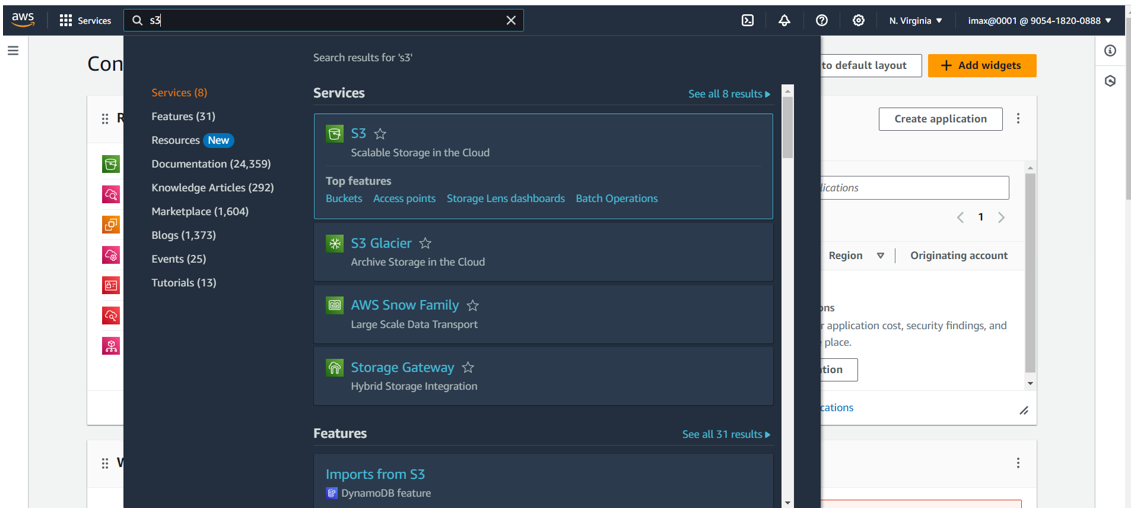 aws
Services
s3
N. Virginia ▼
imax@0001 @ 9054-1820-0888 ▼
Con
to default layout
+ Add widgets
Search results for 's3'
Services (8)
Features (31)
Resources New
Documentation (24,359)
Knowledge Articles (292)
Marketplace (1,604)
Blogs (1,373)
Events (25)
Tutorials (13)
Services
See all 8 results ▶
S3
Scalable Storage in the Cloud
Top features
Buckets Access points Storage Lens dashboards Batch Operations
S3 Glacier
Archive Storage in the Cloud
AWS Snow Family
Large Scale Data Transport
Storage Gateway
Hybrid Storage Integration
Features
See all 31 results ▶
Imports from S3
DynamoDB feature
Create application
lications
1
Region
Originating account
ons
r application cost, security findings, and
place.
ation
cations